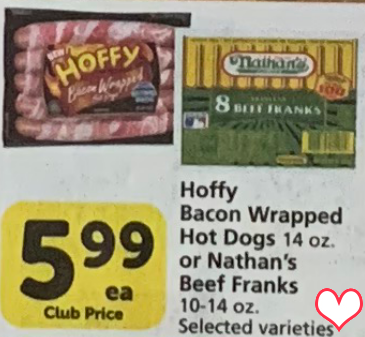 NEW!
HOFFY
Bacon Wrapped
Nathan's
8 BEEF FRANKS
5.99
ea
Club Price
Hoffy
Bacon Wrapped
Hot Dogs 14 oz.
or Nathan's
Beef Franks
10-14 oz.
Selected varieties